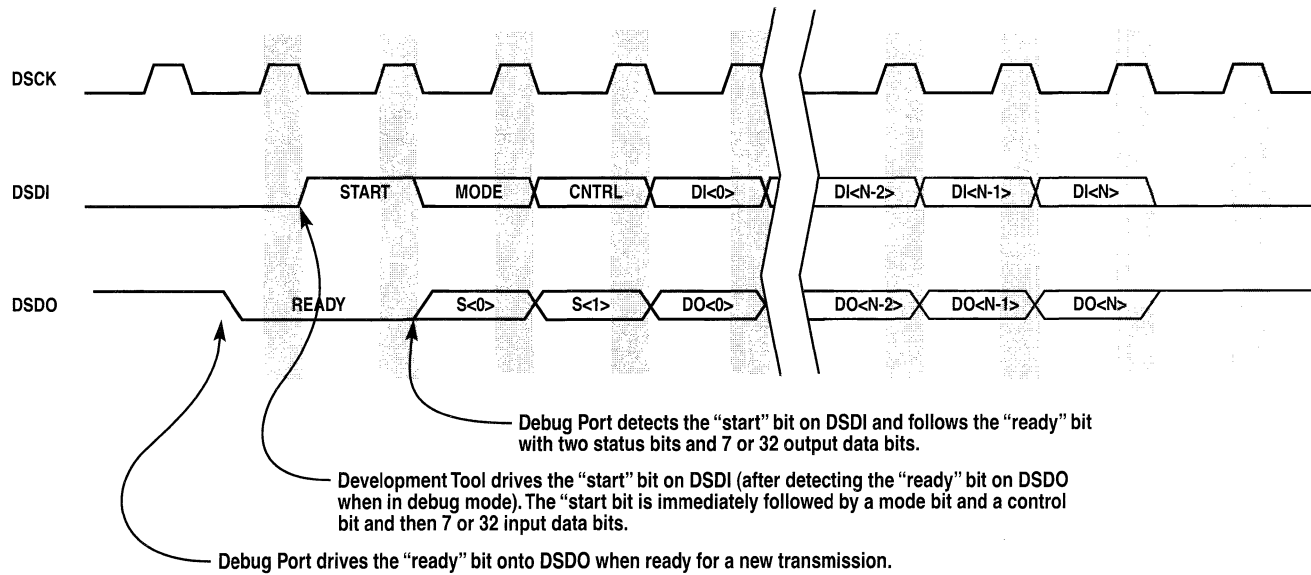 DSCK
DSDI START MODE CNTRL DI<0> DI<N-2> DI<N-1> DI<N>
DSDO READY S<0> S<1> DO<0> DO<N-2> DO<N-1> DO<N>
Debug Port detects the “start” bit on DSDI and follows the “ready” bit
with two status bits and 7 or 32 output data bits.
Development Tool drives the “start” bit on DSDI (after detecting the “ready” bit on DSDO
when in debug mode). The “start bit is immediately followed by a mode bit and a control
bit and then 7 or 32 input data bits.
Debug Port drives the “ready” bit onto DSDO when ready for a new transmission.